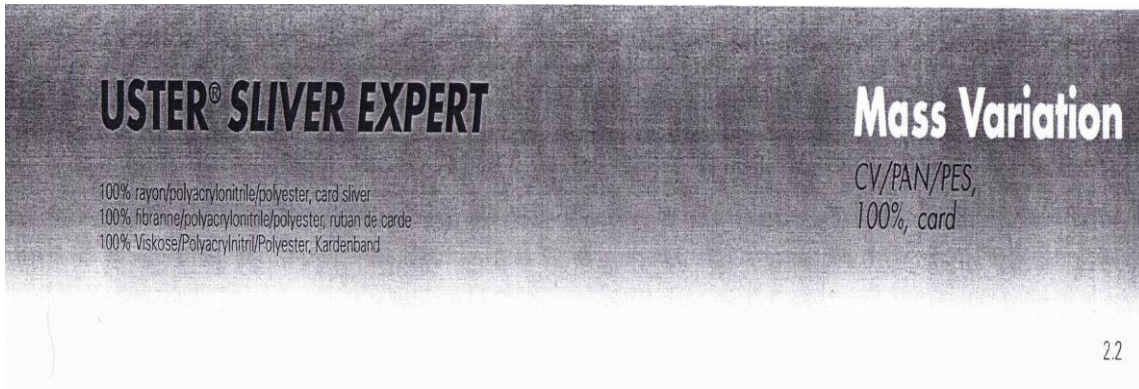 USTER® SLIVER EXPERT
Mass Variation
100% rayon/polyacrylonitrile/polyester, card sliver
100% fibranne/polyacrylonitrile/polyester, ruban de carde
100% Viskose/Polyacrylnitril/Polyester, Kardenband
CV/PAN/PES,
100%, card
2.2